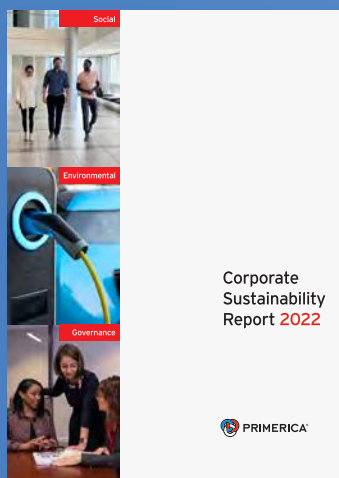 Social
Environmental
Governance
Corporate
Sustainability
Report 2022
PRIMERICA